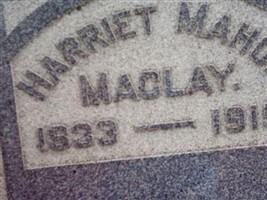 HARRIET MAHO
MACLAY.
1833 — 191